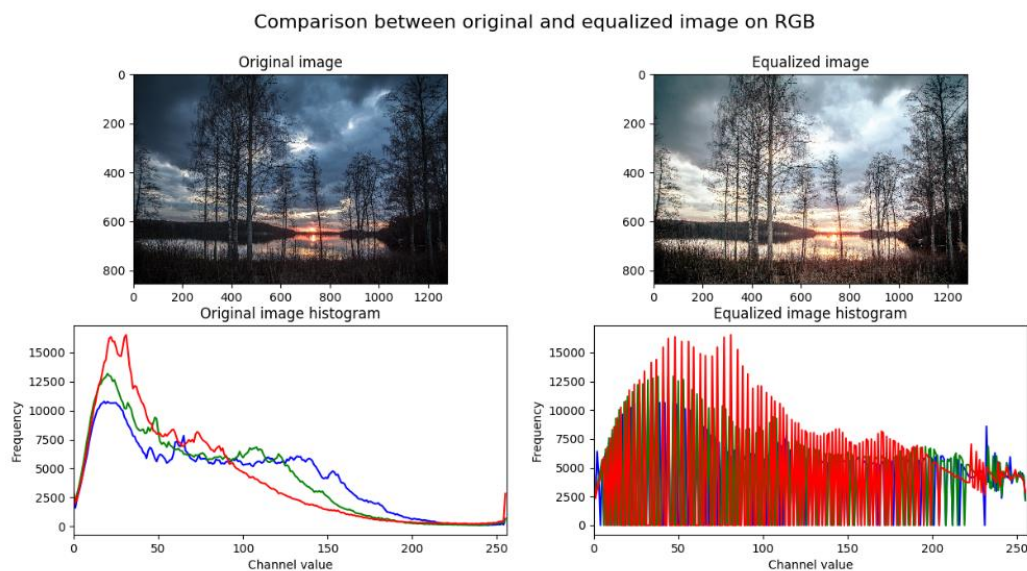 Comparison between original and equalized image on RGB
Original image
Equalized image
0
200
400
600
800
0 200 400 600 800 1000 1200
0
200
400
600
800
0 200 400 600 800 1000 1200
Original image histogram
Equalized image histogram
Frequency
15000
12500
10000
7500
5000
2500
0
0 50 100 150 200 250
Channel value
Frequency
15000
12500
10000
7500
5000
2500
0
0 50 100 150 200 250
Channel value